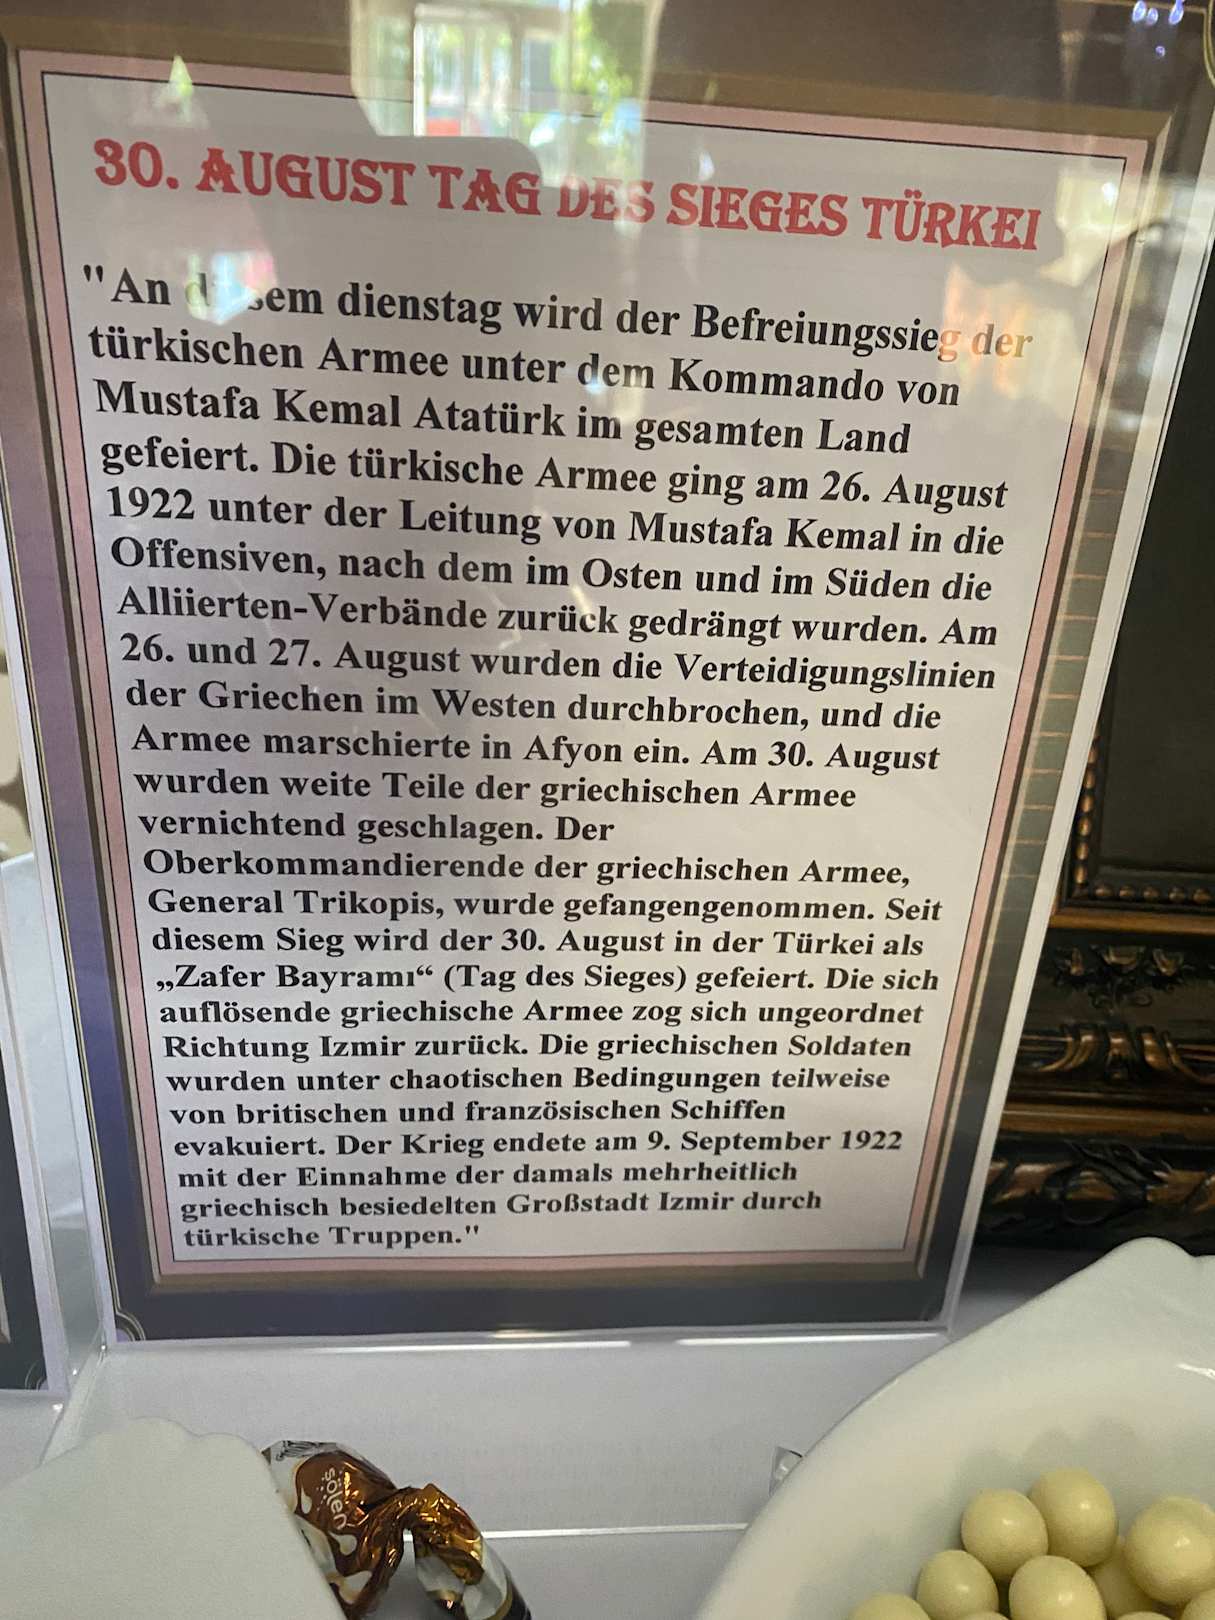 30. AUGUST TAG DES SIEGES TÜRKEI
"An diesem dienstag wird der Befreiungssieg der
türkischen Armee unter dem Kommando von
Mustafa Kemal Atatürk im gesamten Land
gefeiert. Die türkische Armee ging am 26. August
1922 unter der Leitung von Mustafa Kemal in die
Offensiven, nach dem im Osten und im Süden die
Alliierten-Verbände zurück gedrängt wurden. Am
26. und 27. August wurden die Verteidigungslinien
der Griechen im Westen durchbrochen, und die
Armee marschierte in Afyon ein. Am 30. August
wurden weite Teile der griechischen Armee
vernichtend geschlagen. Der
Oberkommandierende der griechischen Armee,
General Trikopis, wurde gefangengenommen. Seit
diesem Sieg wird der 30. August in der Türkei als
„Zafer Bayramı“ (Tag des Sieges) gefeiert. Die sich
auflösende griechische Armee zog sich ungeordnet
Richtung Izmir zurück. Die griechischen Soldaten
wurden unter chaotischen Bedingungen teilweise
von britischen und französischen Schiffen
evakuiert. Der Krieg endete am 9. September 1922
mit der Einnahme der damals mehrheitlich
griechisch besiedelten Großstadt Izmir durch
türkische Truppen."
şölen